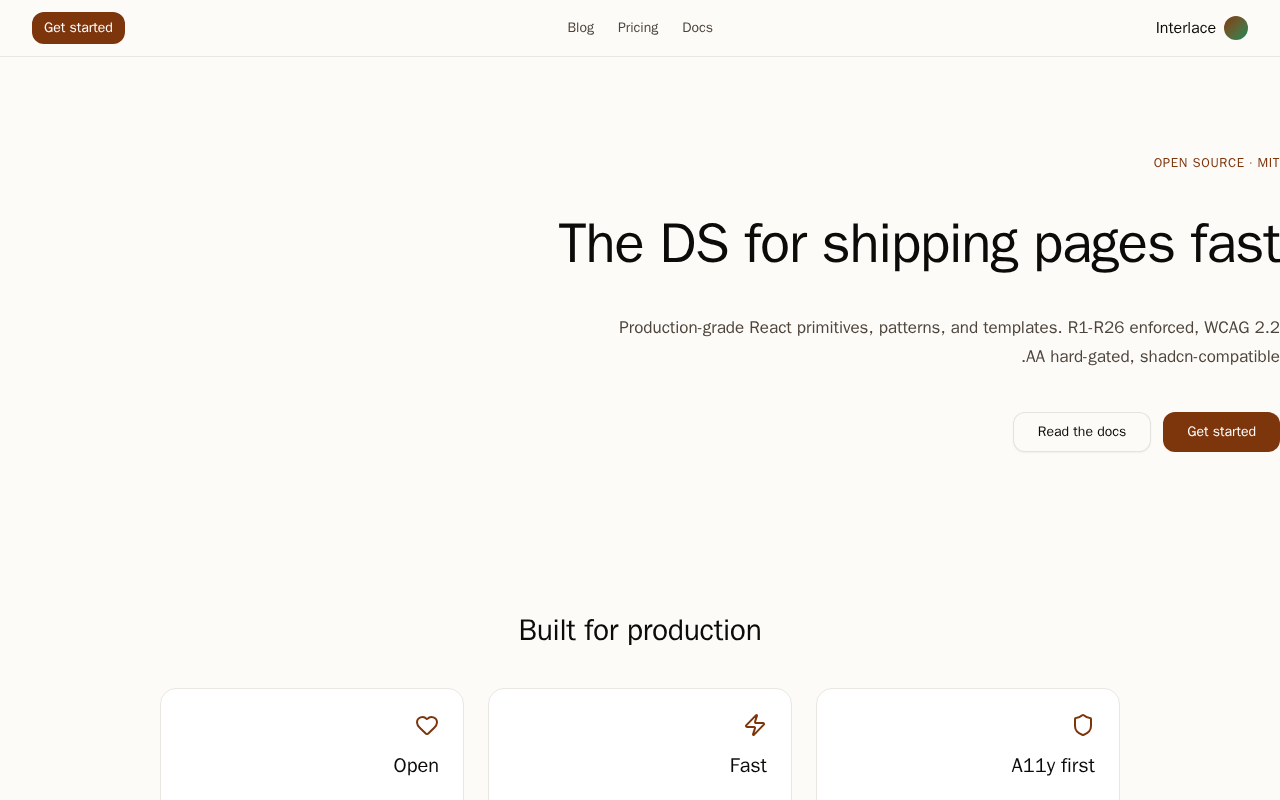 Interlace
Docs
Pricing
Blog
Get started
OPEN SOURCE · MIT
The DS for shipping pages fast
Production-grade React primitives, patterns, and templates. R1-R26 enforced, WCAG 2.2
.AA hard-gated, shadcn-compatible
Get started
Read the docs
Built for production
A11y first
Fast
Open